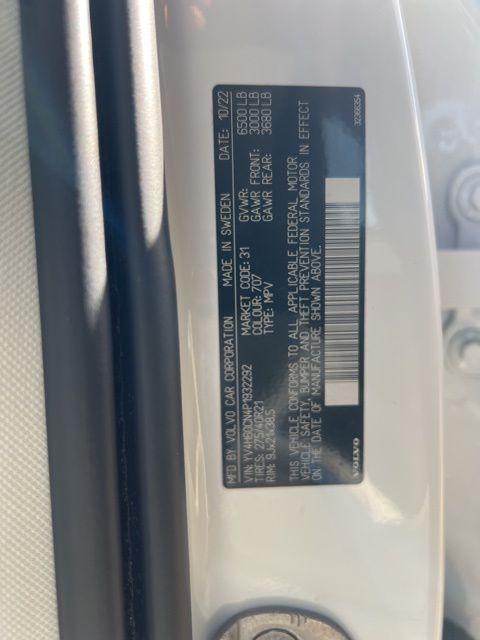 MFD BY VOLVO CAR CORPORATION MADE IN SWEDEN DATE: 10/22
VIN: YV4H60CN4P1932292 MARKET CODE: 31 GVWR: 6500 LB
TIRES: 275/40R21 COLOUR: 707 GAWR FRONT: 3000 LB
RIM: 9Jx21x38.5 TYPE: MPV GAWR REAR: 3680 LB
THIS VEHICLE CONFORMS TO ALL APPLICABLE FEDERAL MOTOR
VEHICLE SAFETY, BUMPER AND THEFT PREVENTION STANDARDS IN EFFECT
ON THE DATE OF MANUFACTURE SHOWN ABOVE.
VOLVO 32366354